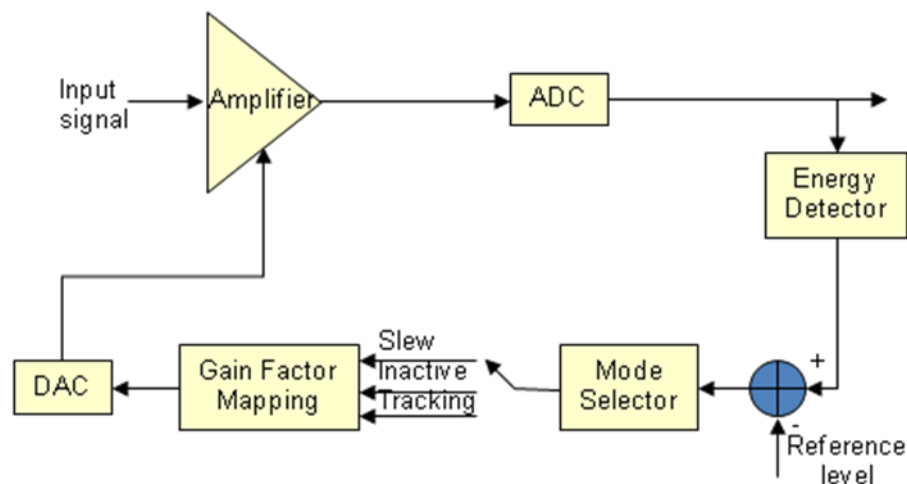 Input
signal
Amplifier
ADC
Energy
Detector
+
-
Reference
level
Mode
Selector
Slew
Inactive
Tracking
Gain Factor
Mapping
DAC